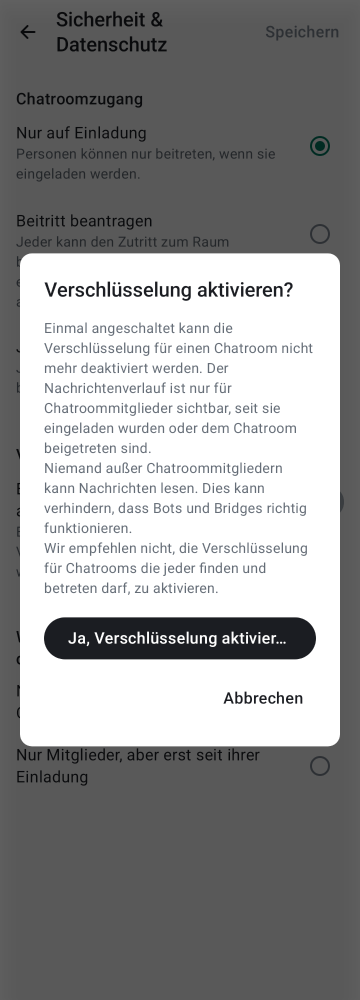 Sicherheit &
Datenschutz
Speichern
Chatroomzugang
Nur auf Einladung
Personen können nur beitreten, wenn sie
eingeladen werden.
Beitritt beantragen
Jeder kann den Zutritt zum Raum
Verschlüsselung aktivieren?
Einmal angeschaltet kann die
Verschlüsselung für einen Chatroom nicht
mehr deaktiviert werden. Der
Nachrichtenverlauf ist nur für
Chatroommitglieder sichtbar, seit sie
eingeladen wurden oder dem Chatroom
beigetreten sind.
Niemand außer Chatroommitgliedern
kann Nachrichten lesen. Dies kann
verhindern, dass Bots und Bridges richtig
funktionieren.
Wir empfehlen nicht, die Verschlüsselung
für Chatrooms die jeder finden und
betreten darf, zu aktivieren.
Ja, Verschlüsselung aktivier...
Abbrechen
Nur Mitglieder, aber erst seit ihrer
Einladung